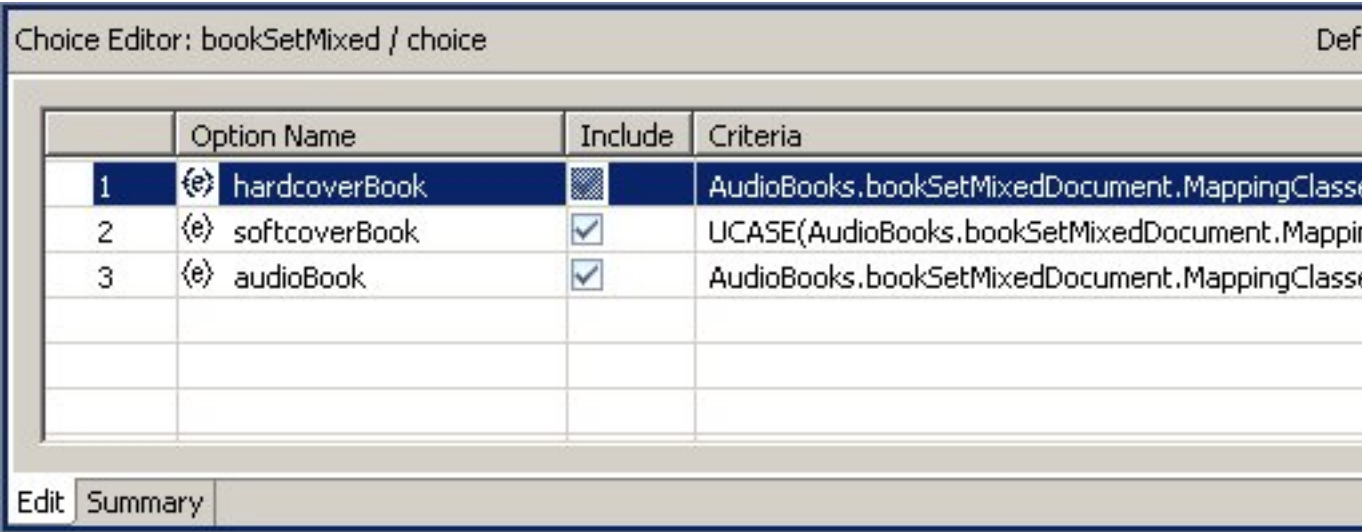 Choice Editor: bookSetMixed / choice Def
Option Name Include Criteria
1 {e} hardcoverBook AudioBooks.bookSetMixedDocument.MappingClasse
2 {e} softcoverBook UCASE(AudioBooks.bookSetMixedDocument.Mappin
3 {e} audioBook AudioBooks.bookSetMixedDocument.MappingClasse
Edit Summary